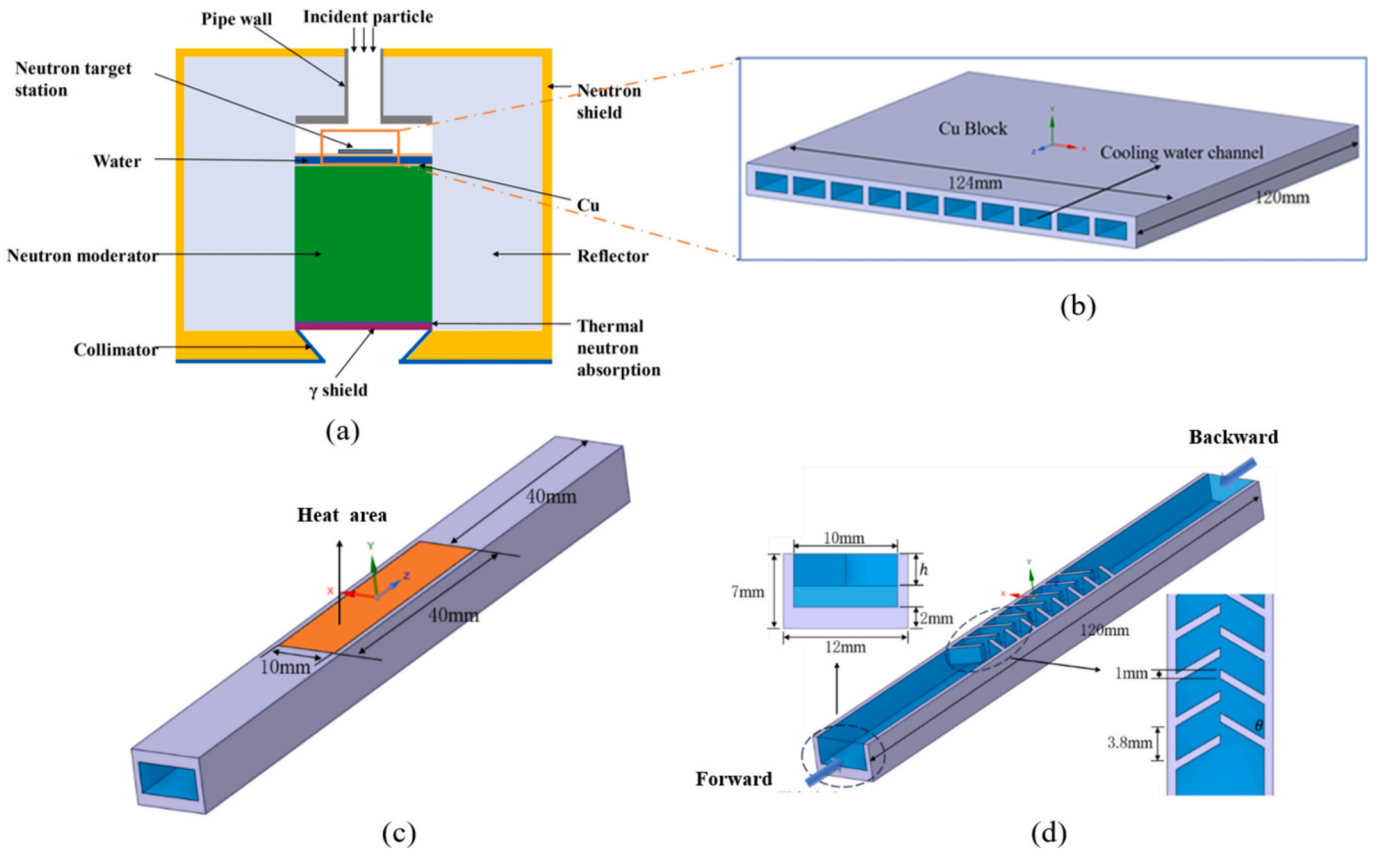 Pipe wall
Incident particle
Neutron target
station
Neutron
shield
Water
Cu
Neutron moderator
Reflector
Collimator
Thermal
neutron
absorption
γ shield
(a)
Y
Z
X
Cu Block
Cooling water channel
124mm
120mm
(b)
40mm
Heat area
Y
Z
X
40mm
10mm
(c)
Backward
10mm
h
7mm
2mm
12mm
Y
X
120mm
1mm
θ
3.8mm
Forward
(d)